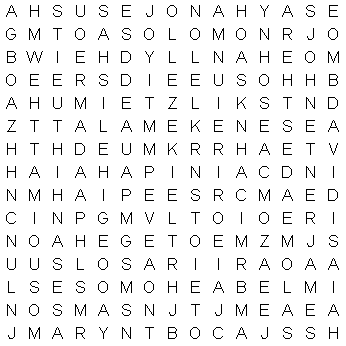 A H S U S E J O N A H Y A S E
G M T O A S O L O M O N R J O
B W I E H D Y L L N A H E O M
O E E R S D I E E U S O H H B
A H U M I E T Z L I K S T N D
Z T T A L A M E K E N E S E A
H T H D E U M K R R H A E T V
H A I A H A P I N I A C D N I
N M H A I P E E S R C M A E D
C I N P G M V L T O I O E R I
N O A H E G E T O E M Z M J S
U U S L O S A R I I R A O A A
L S E S O M O H E A B E L M I
N O S M A S N J T J M E A E A
J M A R Y N T B O C A J S S H